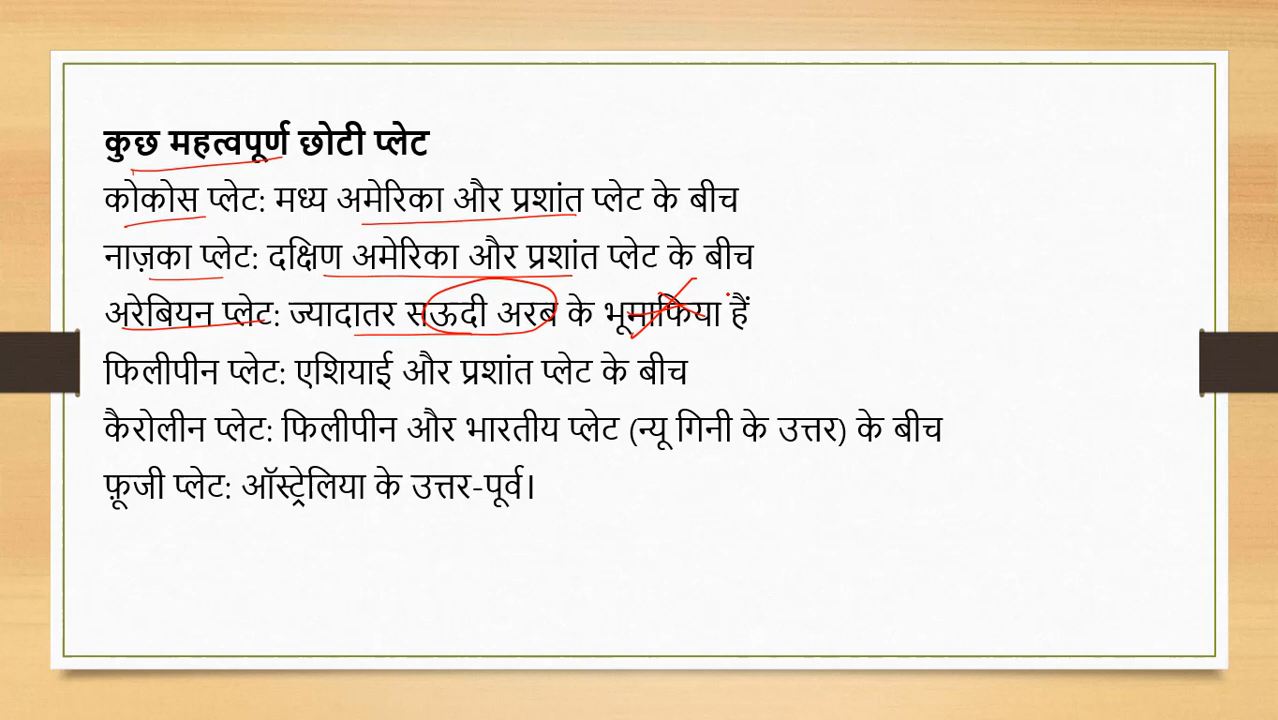 कुछ महत्वपूर्ण छोटी प्लेट
कोकोस प्लेट: मध्य अमेरिका और प्रशांत प्लेट के बीच
नाज़का प्लेट: दक्षिण अमेरिका और प्रशांत प्लेट के बीच
अरेबियन प्लेट: ज्यादातर सऊदी अरब के भूमाफिया हैं
फिलीपीन प्लेट: एशियाई और प्रशांत प्लेट के बीच
कैरोलीन प्लेट: फिलीपीन और भारतीय प्लेट (न्यू गिनी के उत्तर) के बीच
फ़ूजी प्लेट: ऑस्ट्रेलिया के उत्तर-पूर्व।